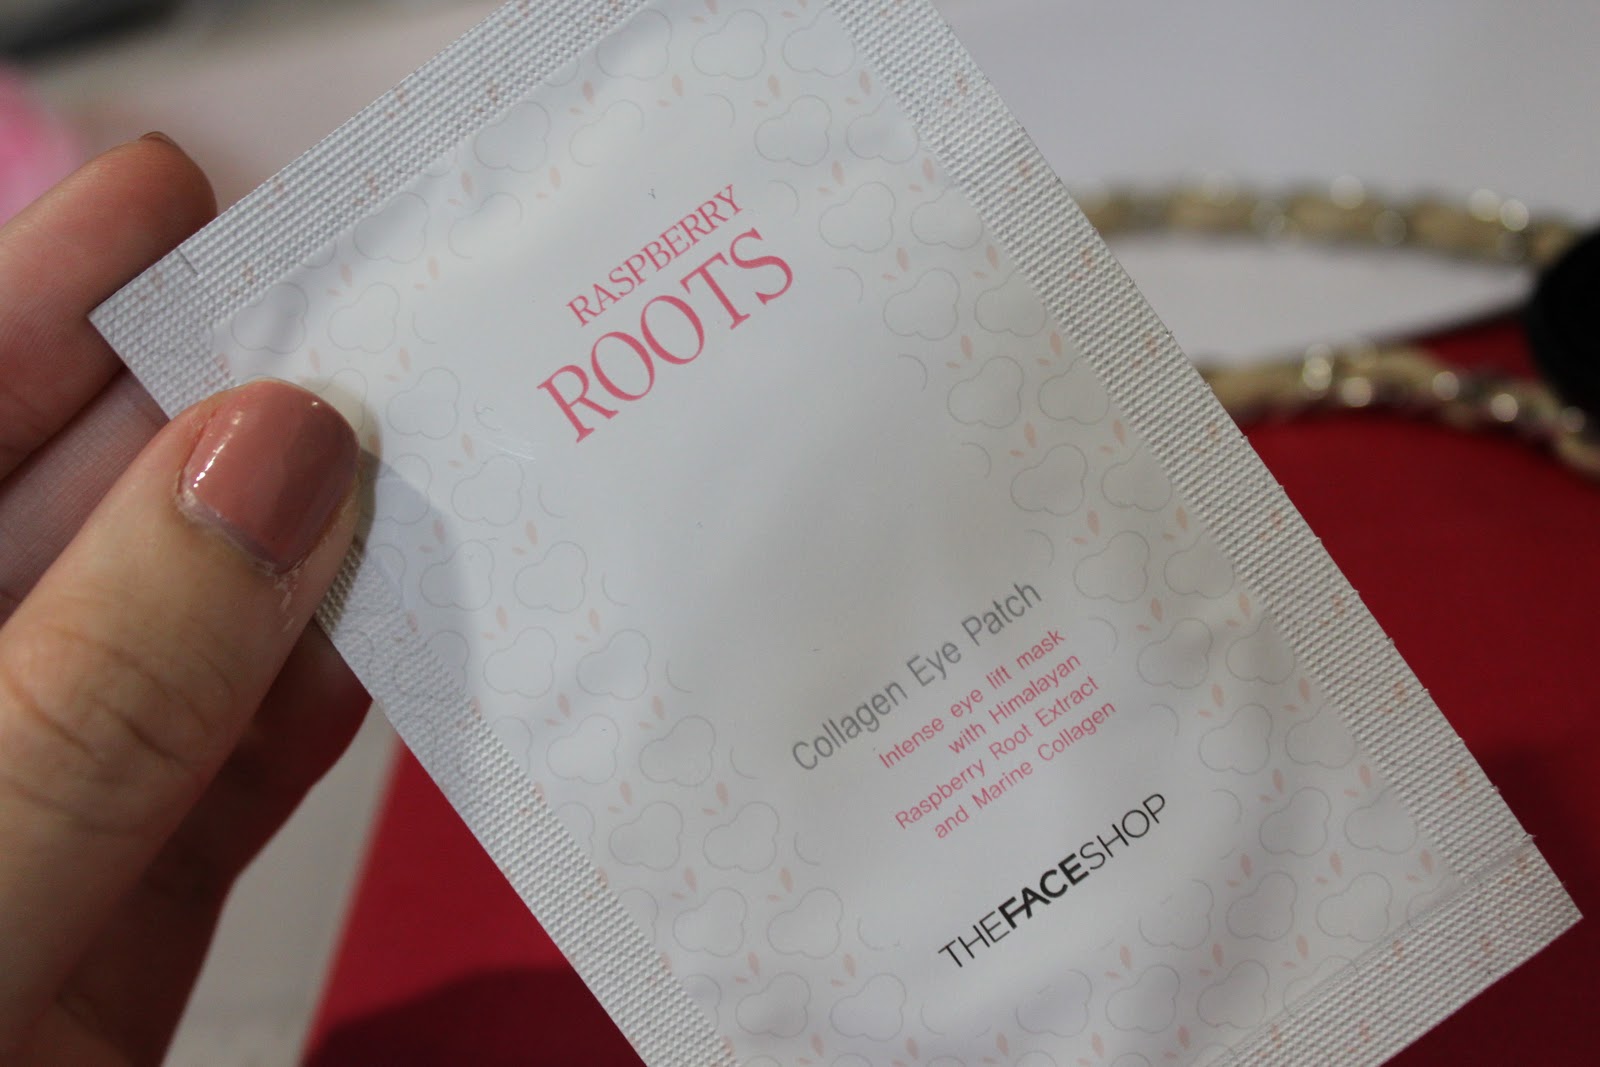 RASPBERRY
ROOTS
Collagen Eye Patch
Intense eye lift mask
with Himalayan
Raspberry Root Extract
and Marine Collagen
THEFACESHOP